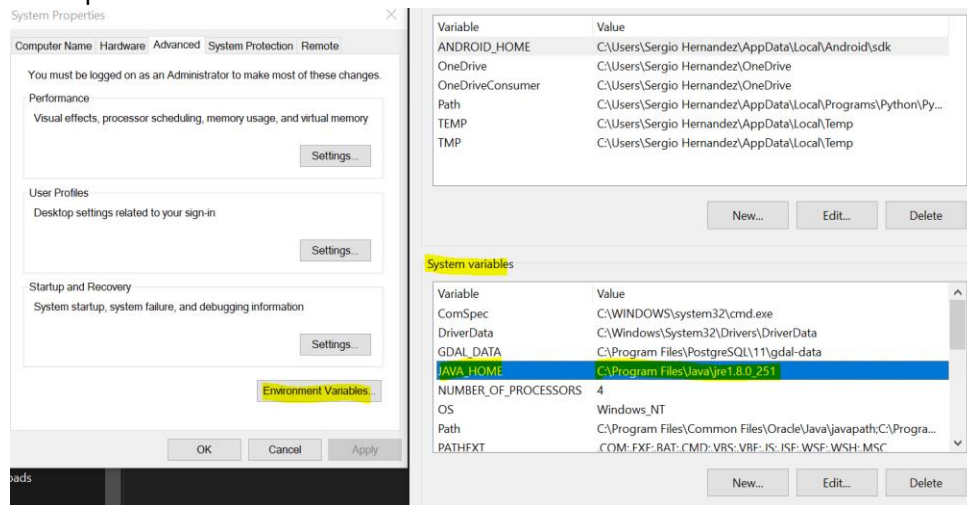 System Properties
Computer Name Hardware Advanced System Protection Remote
You must be logged on as an Administrator to make most of these changes.
Performance
Visual effects, processor scheduling, memory usage, and virtual memory
Settings...
User Profiles
Desktop settings related to your sign-in
Settings...
Startup and Recovery
System startup, system failure, and debugging information
Settings...
Environment Variables...
OK Cancel Apply
Variable Value
ANDROID_HOME C:\Users\Sergio Hernandez\AppData\Local\Android\sdk
OneDrive C:\Users\Sergio Hernandez\OneDrive
OneDriveConsumer C:\Users\Sergio Hernandez\OneDrive
Path C:\Users\Sergio Hernandez\AppData\Local\Programs\Python\Py...
TEMP C:\Users\Sergio Hernandez\AppData\Local\Temp
TMP C:\Users\Sergio Hernandez\AppData\Local\Temp
New... Edit... Delete
System variables
Variable Value
ComSpec C:\WINDOWS\system32\cmd.exe
DriverData C:\Windows\System32\Drivers\DriverData
GDAL_DATA C:\Program Files\PostgreSQL\11\gdal-data
JAVA_HOME C:\Program Files\Java\jre1.8.0_251
NUMBER_OF_PROCESSORS 4
OS Windows_NT
Path C:\Program Files\Common Files\Oracle\Java\javapath;C:\Progra...
PATHEXT .COM;.EXE;.BAT;.CMD;.VBS;.VBE;.JS;.JSE;.WSF;.WSH;.MSC
New... Edit... Delete
oads